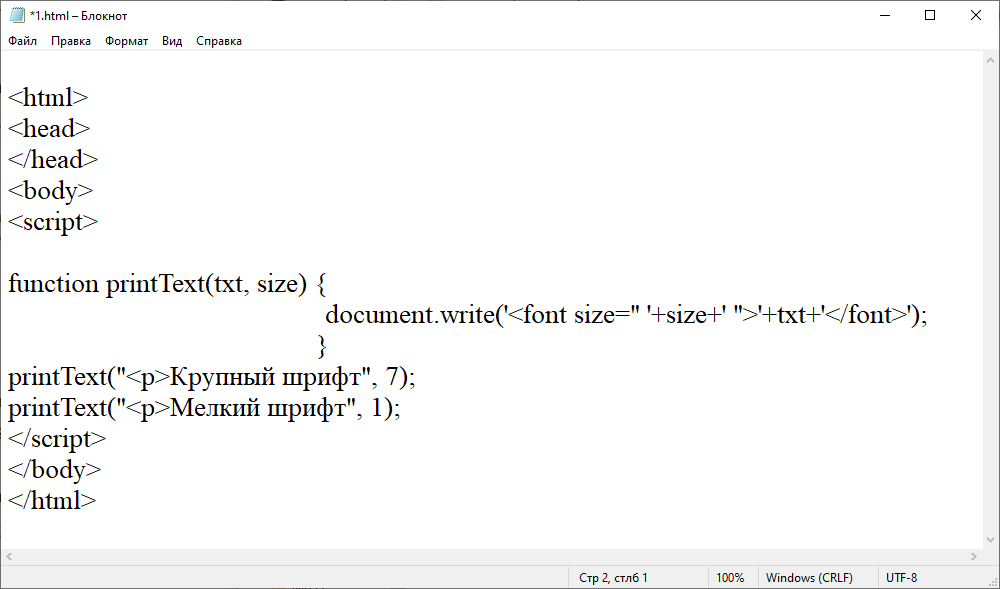 *1.html – Блокнот
Файл Правка Формат Вид Справка
<html>
<head>
</head>
<body>
<script>
function printText(txt, size) {
document.write('<font size=" '+size+' ">'+txt+'</font>');
}
printText("<p>Крупный шрифт", 7);
printText("<p>Мелкий шрифт", 1);
</script>
</body>
</html>
Стр 2, стлб 1 100% Windows (CRLF) UTF-8